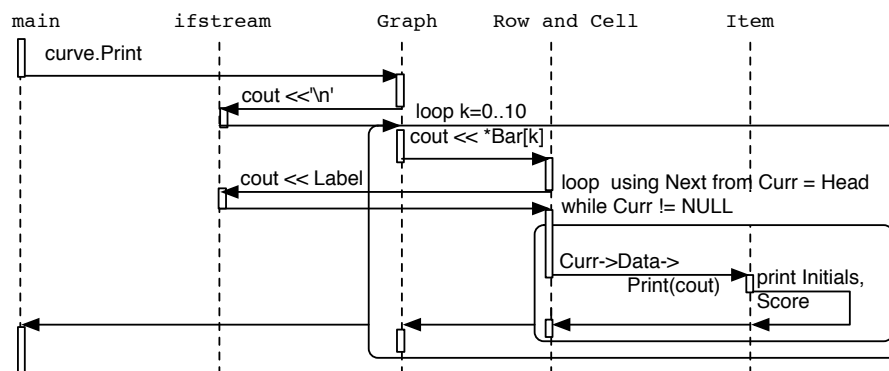 main ifstream Graph Row and Cell Item
curve.Print
cout <<'\n'
loop k=0..10
cout << *Bar[k]
cout << Label
loop using Next from Curr = Head
while Curr != NULL
Curr->Data->
Print(cout)
print Initials,
Score